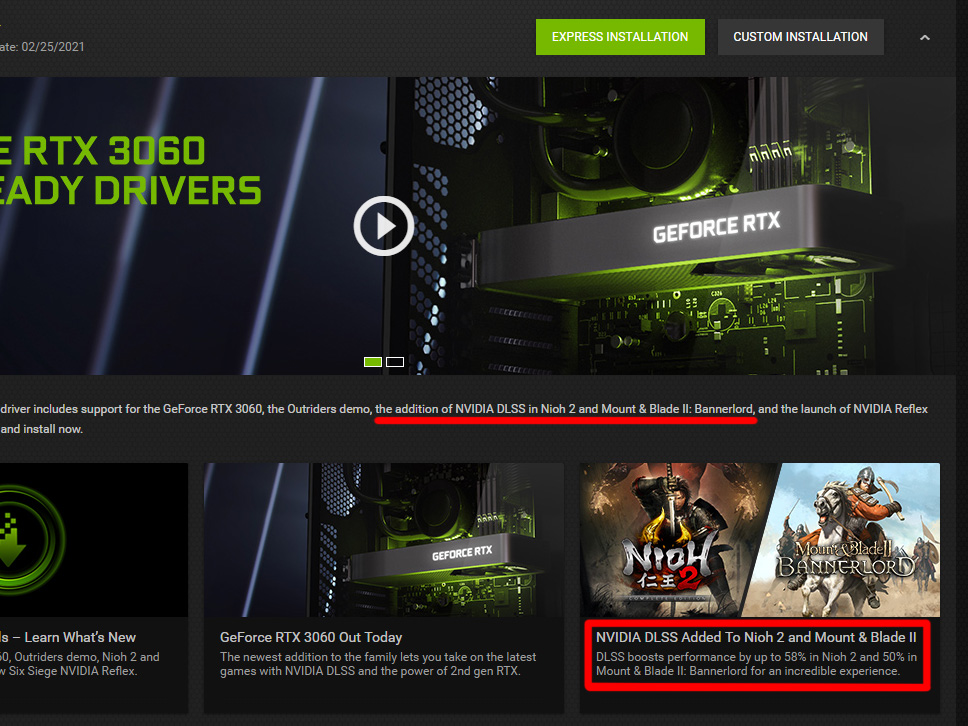 ate: 02/25/2021
EXPRESS INSTALLATION
CUSTOM INSTALLATION
E RTX 3060
EADY DRIVERS
GEFORCE RTX
driver includes support for the GeForce RTX 3060, the Outriders demo, the addition of NVIDIA DLSS in Nioh 2 and Mount & Blade II: Bannerlord, and the launch of NVIDIA Reflex
and install now.
GEFORCE RTX
NIOH
仁王2
COMPLETE EDITION
Mount & Blade II
BANNERLORD
ls – Learn What's New
60, Outriders demo, Nioh 2 and
w Six Siege NVIDIA Reflex.
GeForce RTX 3060 Out Today
The newest addition to the family lets you take on the latest
games with NVIDIA DLSS and the power of 2nd gen RTX.
NVIDIA DLSS Added To Nioh 2 and Mount & Blade II
DLSS boosts performance by up to 58% in Nioh 2 and 50% in
Mount & Blade II: Bannerlord for an incredible experience.